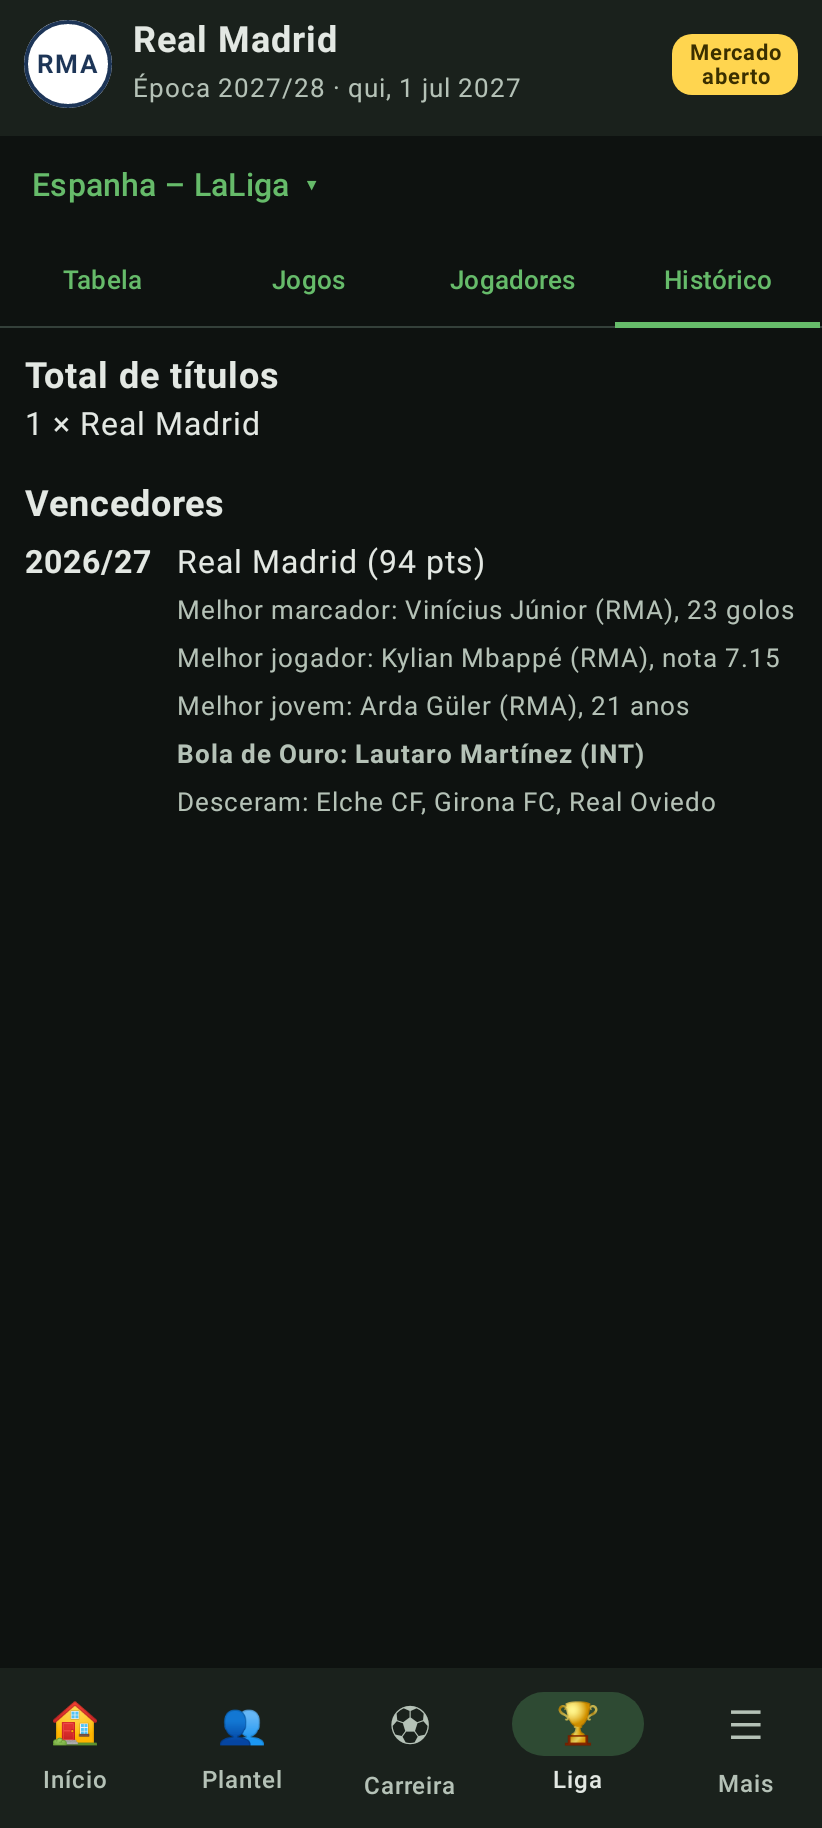 RMA
Real Madrid
Época 2027/28 · qui, 1 jul 2027
Mercado
aberto
Espanha – LaLiga ▾
Tabela
Jogos
Jogadores
Histórico
Total de títulos
1 × Real Madrid
Vencedores
2026/27 Real Madrid (94 pts)
Melhor marcador: Vinícius Júnior (RMA), 23 golos
Melhor jogador: Kylian Mbappé (RMA), nota 7.15
Melhor jovem: Arda Güler (RMA), 21 anos
Bola de Ouro: Lautaro Martínez (INT)
Desceram: Elche CF, Girona FC, Real Oviedo
Início
Plantel
Carreira
Liga
Mais